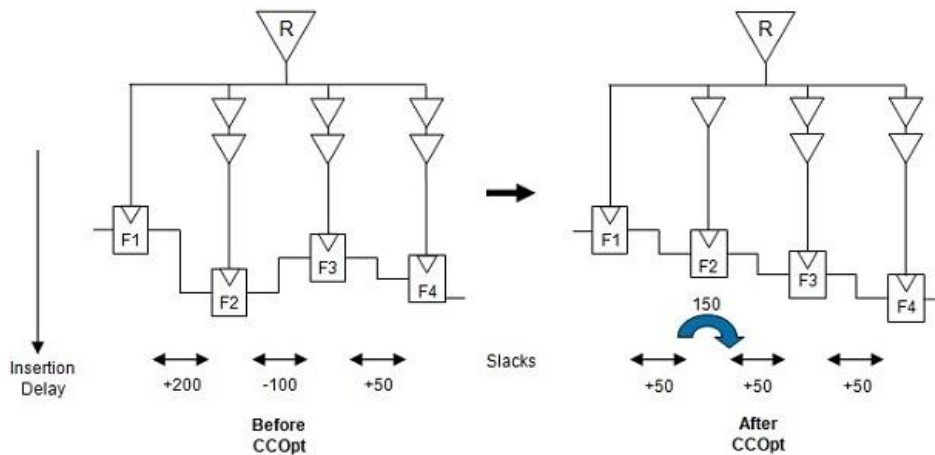 R
R
F1
F2
F3
F4
F1
F2
F3
F4
150
Insertion
Delay
+200
-100
+50
Slacks
+50
+50
+50
Before
CCOpt
After
CCOpt